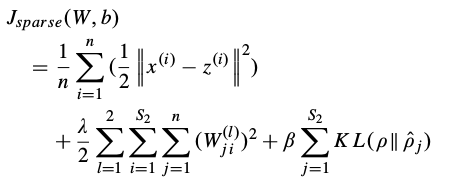 J_{sparse}(W, b)
= \frac{1}{n} \sum_{i=1}^{n} (\frac{1}{2} \left\| x^{(i)} - z^{(i)} \right\|^2)
+ \frac{\lambda}{2} \sum_{l=1}^{2} \sum_{i=1}^{S_2} \sum_{j=1}^{n} (W_{ji}^{(l)})^2 + \beta \sum_{j=1}^{S_2} KL(\rho \| \hat{\rho}_j)